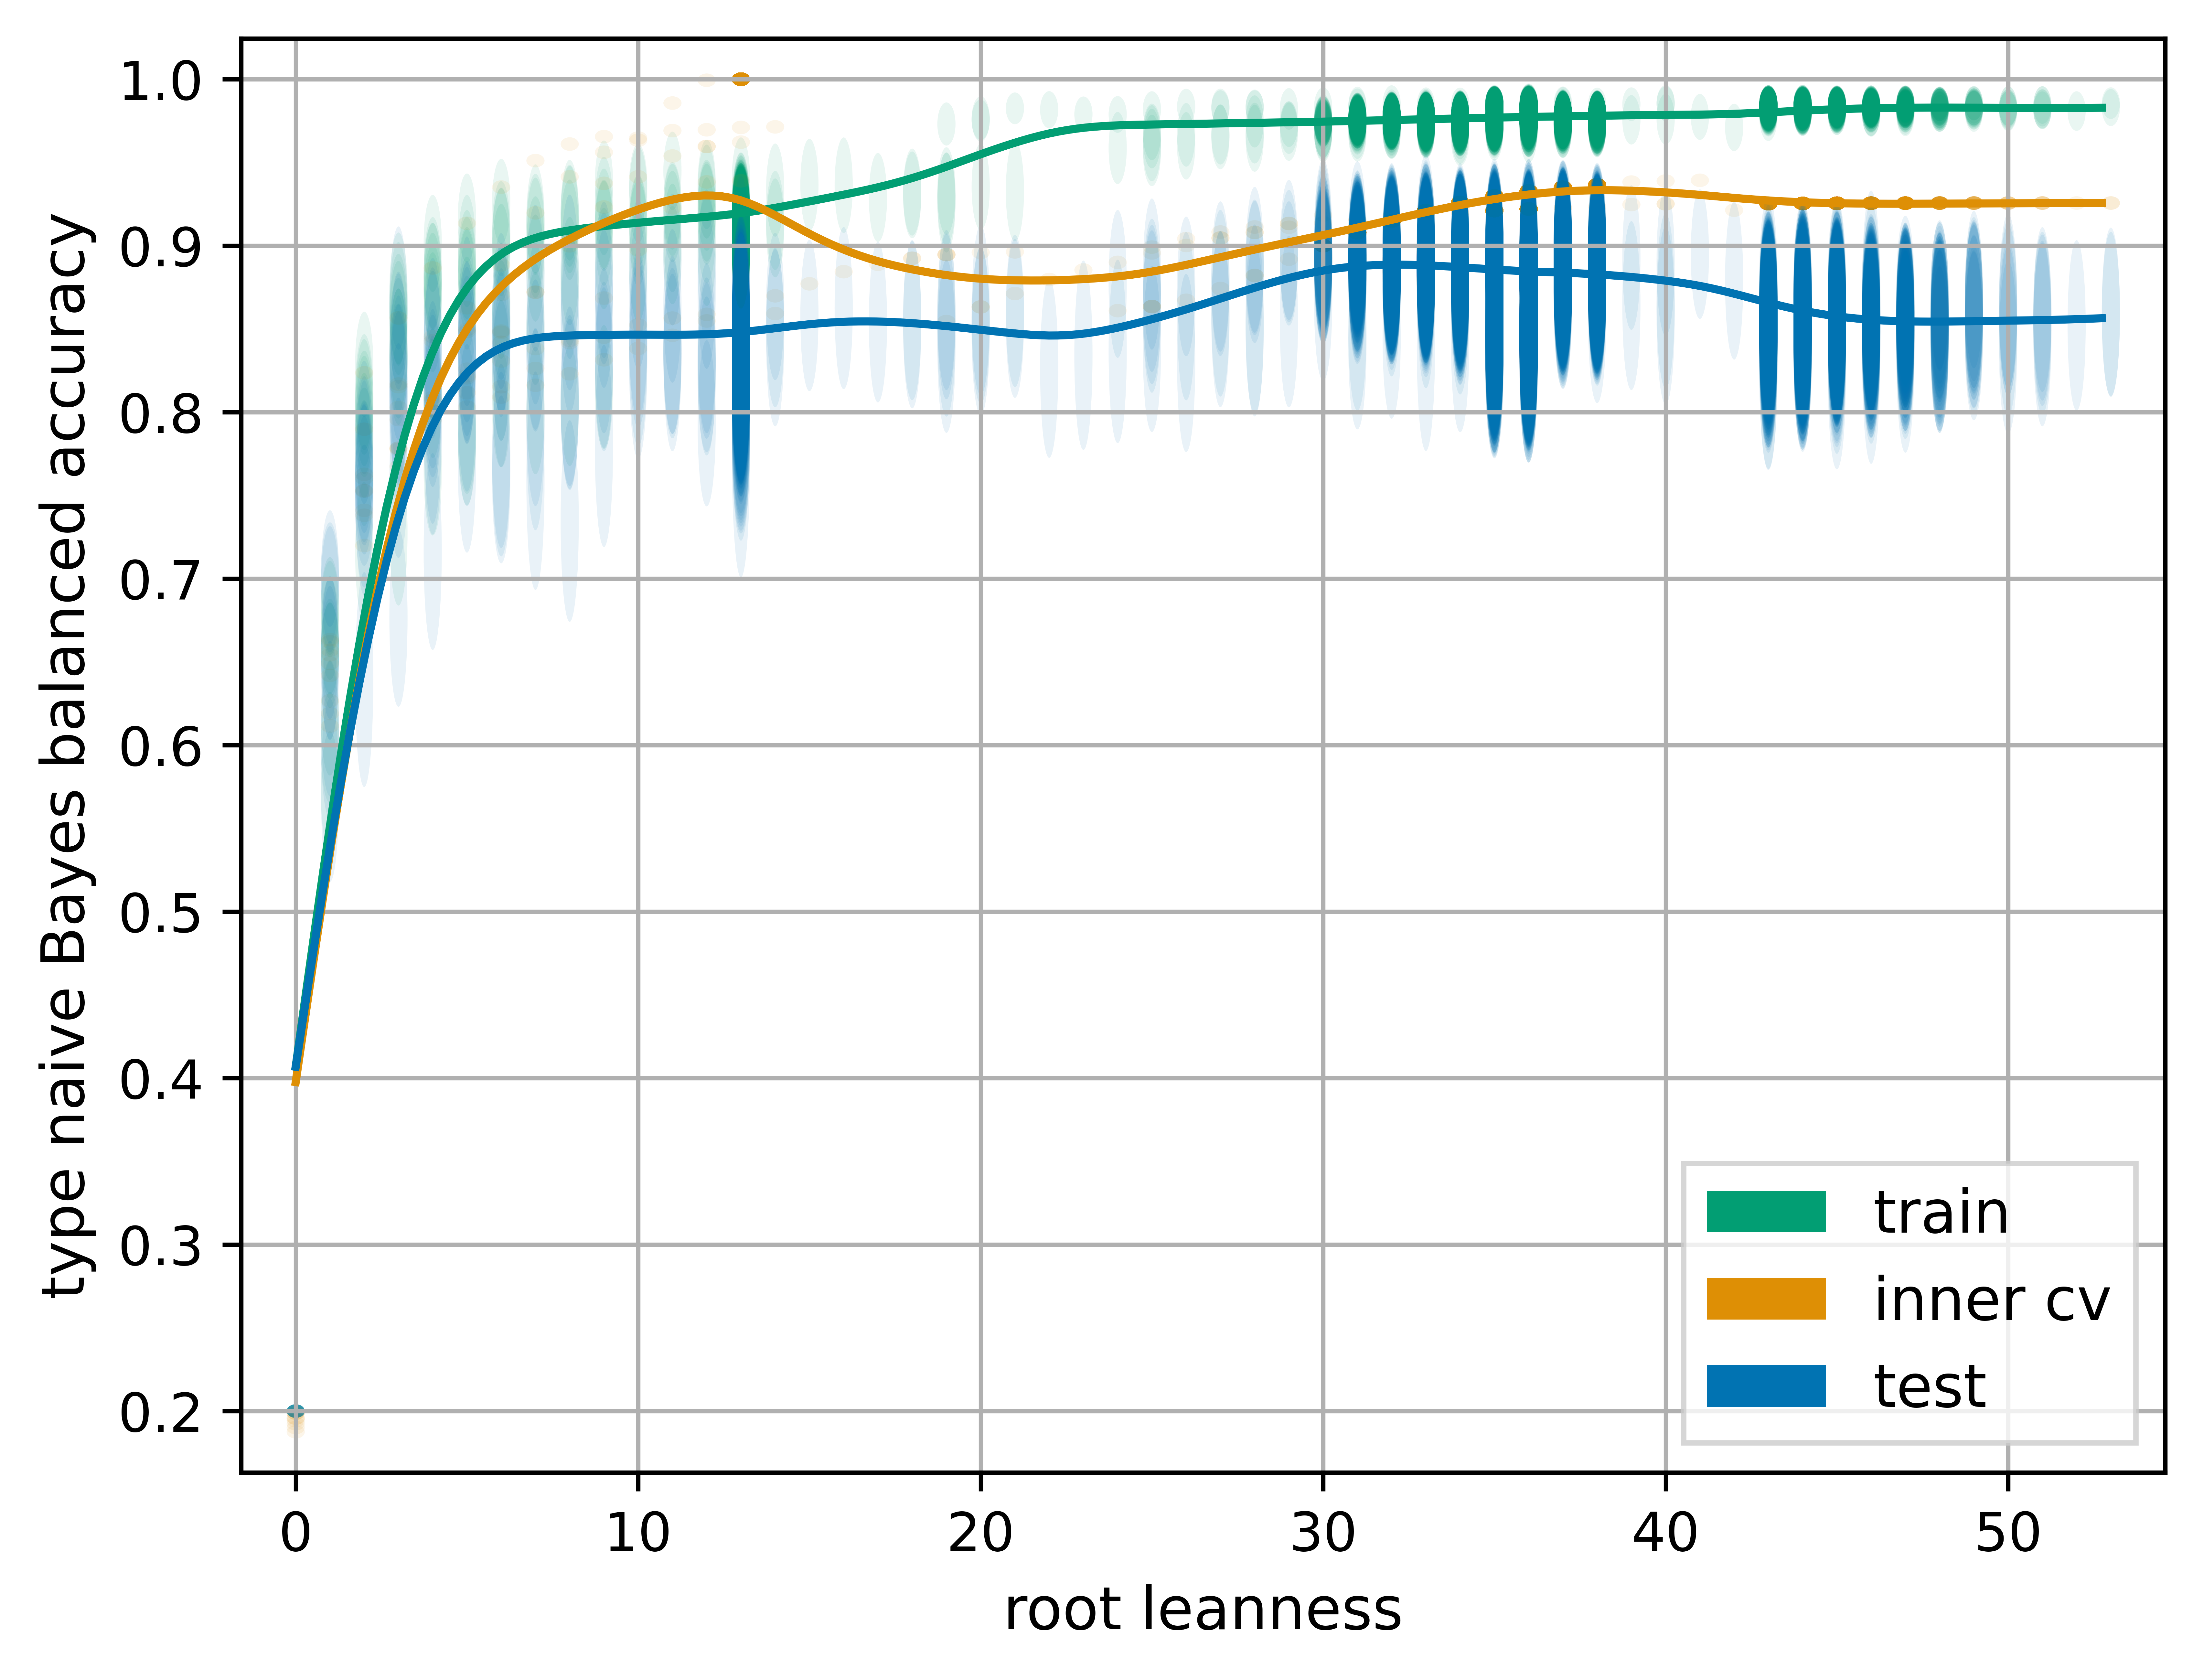 type naive Bayes balanced accuracy
1.0
0.9
0.8
0.7
0.6
0.5
0.4
0.3
0.2
0 10 20 30 40 50
root leanness
train
inner cv
test